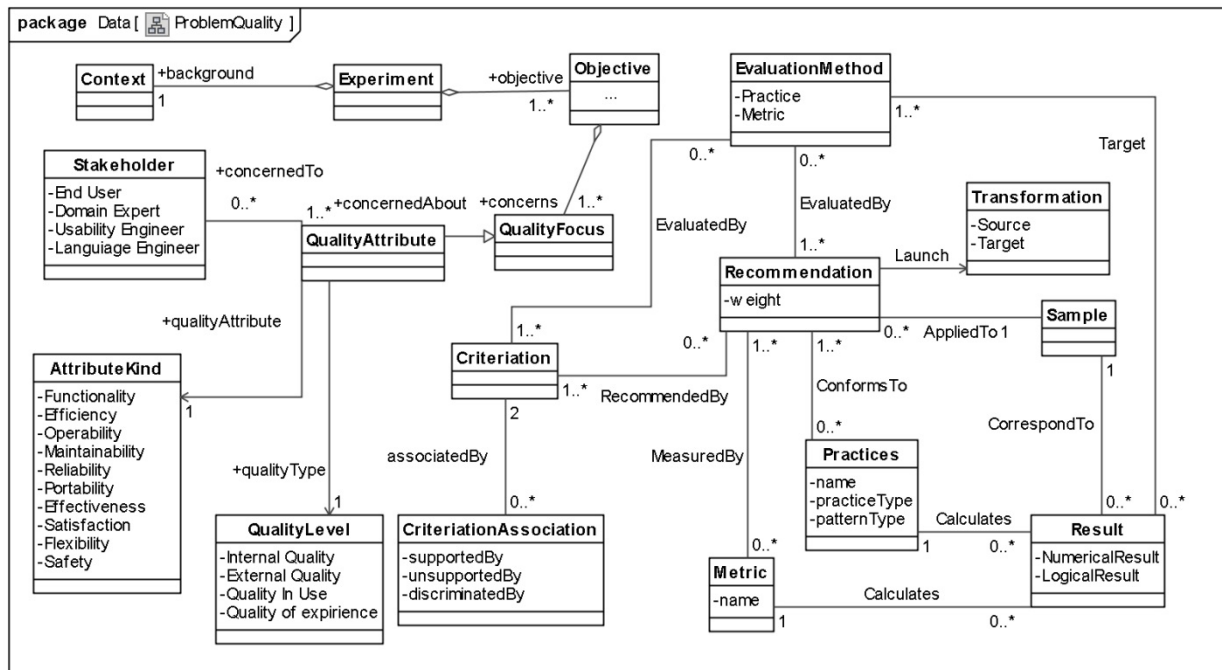 package Data [ ProblemQuality ]
Context
+background
1
Experiment
+objective
1..*
Objective
...
EvaluationMethod
-Practice
-Metric
1..*
0..*
0..*
Target
Stakeholder
-End User
-Domain Expert
-Usability Engineer
-Languiage Engineer
+concernedTo
0..*
1..*
+concernedAbout
+concerns
1..*
QualityAttribute
QualityFocus
EvaluatedBy
EvaluatedBy
1..*
Launch
Transformation
-Source
-Target
Recommendation
-w eight
0..*
AppliedTo 1
Sample
1
+qualityAttribute
AttributeKind
-Functionality
-Efficiency
-Operability
-Maintainability
-Reliability
-Portability
-Effectiveness
-Satisfaction
-Flexibility
-Safety
1
1..*
Criteriation
2
1..*
RecommendedBy
0..*
1..*
1..*
ConformsTo
0..*
MeasuredBy
0..*
CorrespondTo
0..*
0..*
associatedBy
0..*
+qualityType
1
QualityLevel
-Internal Quality
-External Quality
-Quality In Use
-Quality of expirience
CriteriationAssociation
-supportedBy
-unsupportedBy
-discriminatedBy
Practices
-name
-practiceType
-patternType
Calculates
1
0..*
Result
-NumericalResult
-LogicalResult
Metric
-name
Calculates
1
0..*